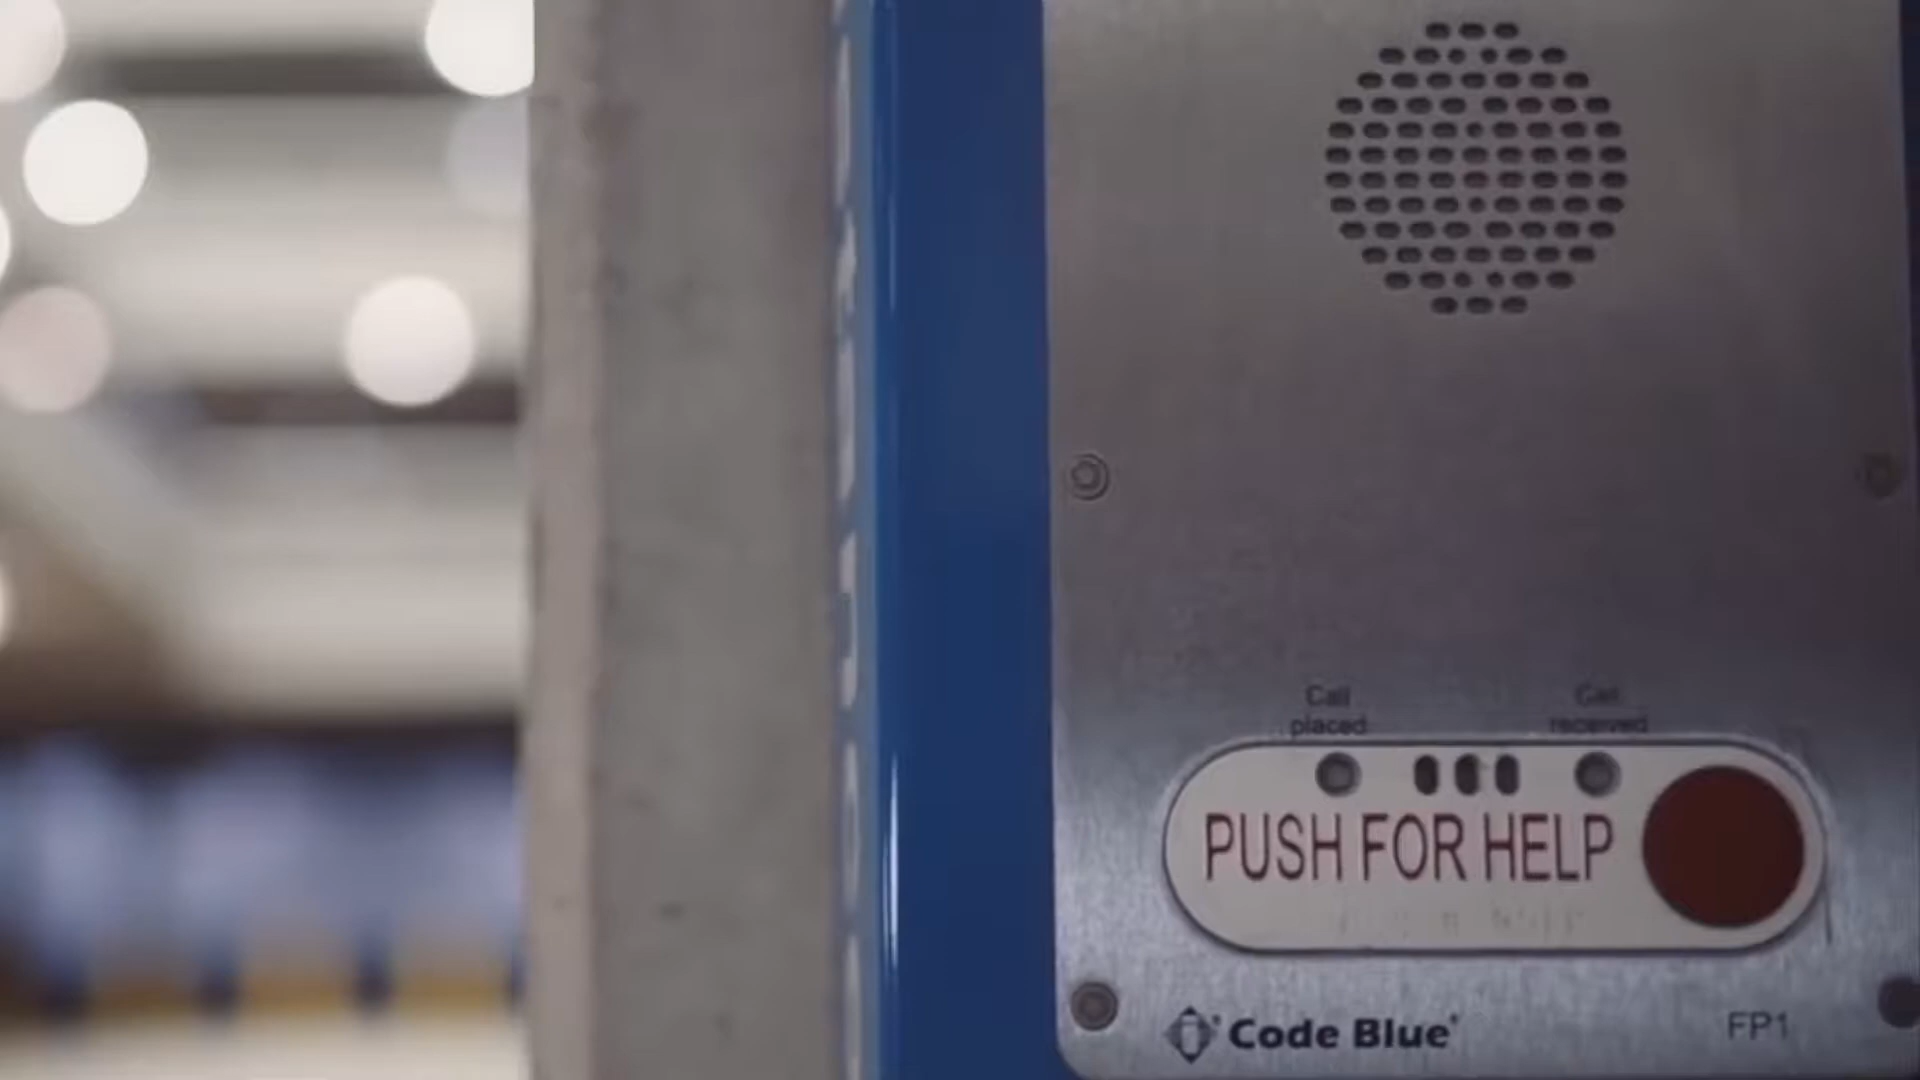 Call
placed
Call
received
PUSH FOR HELP
Code Blue
FP1